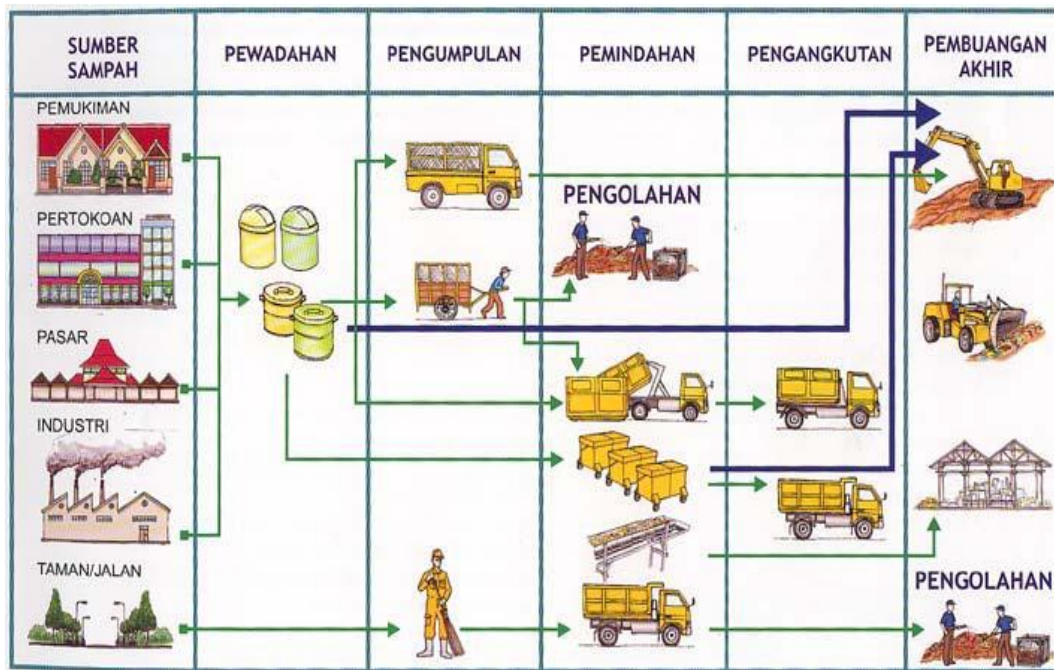 SUMBER
SAMPAH
PEWADAHAN
PENGUMPULAN
PEMINDAHAN
PENGANGKUTAN
PEMBUANGAN
AKHIR
PEMUKIMAN
PERTOKOAN
PASAR
INDUSTRI
TAMAN/JALAN
PENGOLAHAN
PENGOLAHAN